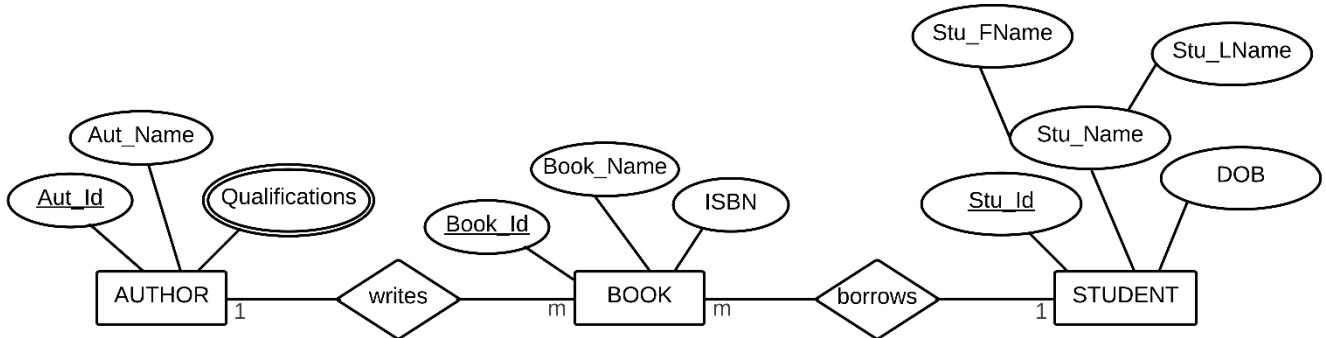 Stu_FName
Stu_LName
Aut_Name
Stu_Name
Book_Name
DOB
Aut_Id
Qualifications
ISBN
Stu_Id
Book_Id
AUTHOR
1
writes
m
BOOK
m
borrows
1
STUDENT